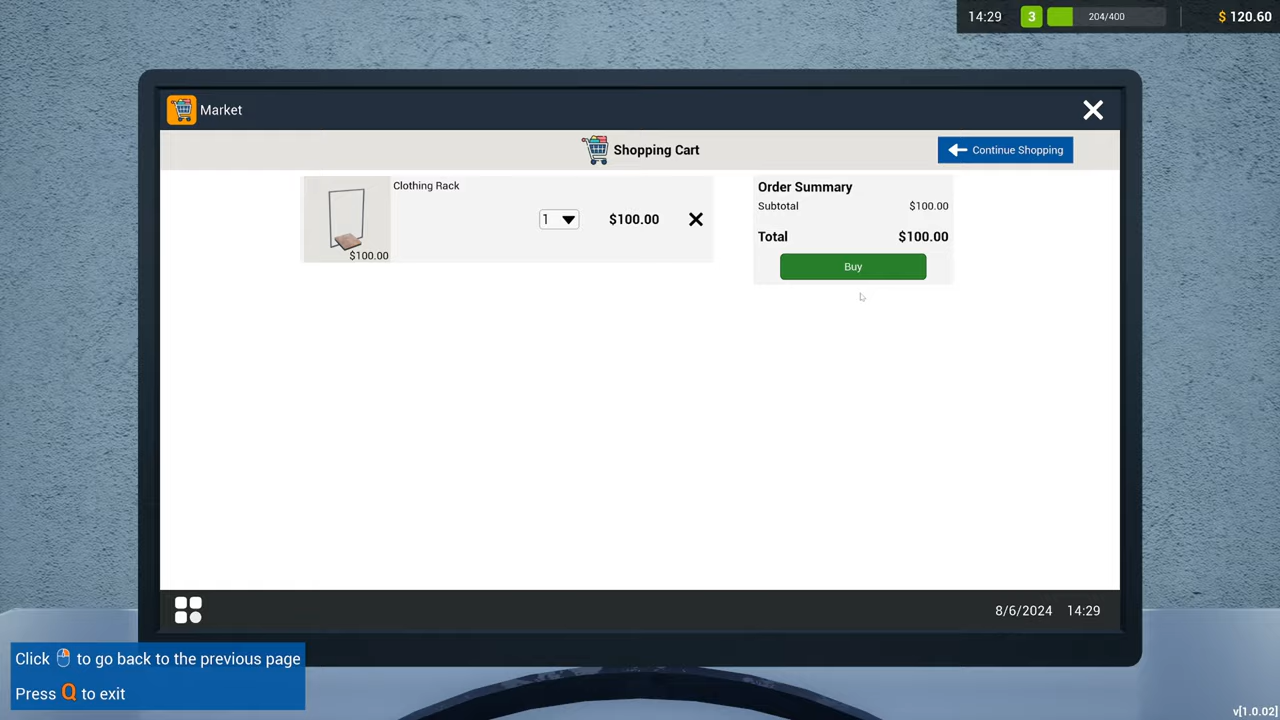 14:29 3 204/400 $ 120.60
Market
Shopping Cart
Continue Shopping
Clothing Rack
1 $100.00
$100.00
Order Summary
Subtotal $100.00
Total $100.00
Buy
8/6/2024 14:29
Click to go back to the previous page
Press Q to exit
v[1.0.02]